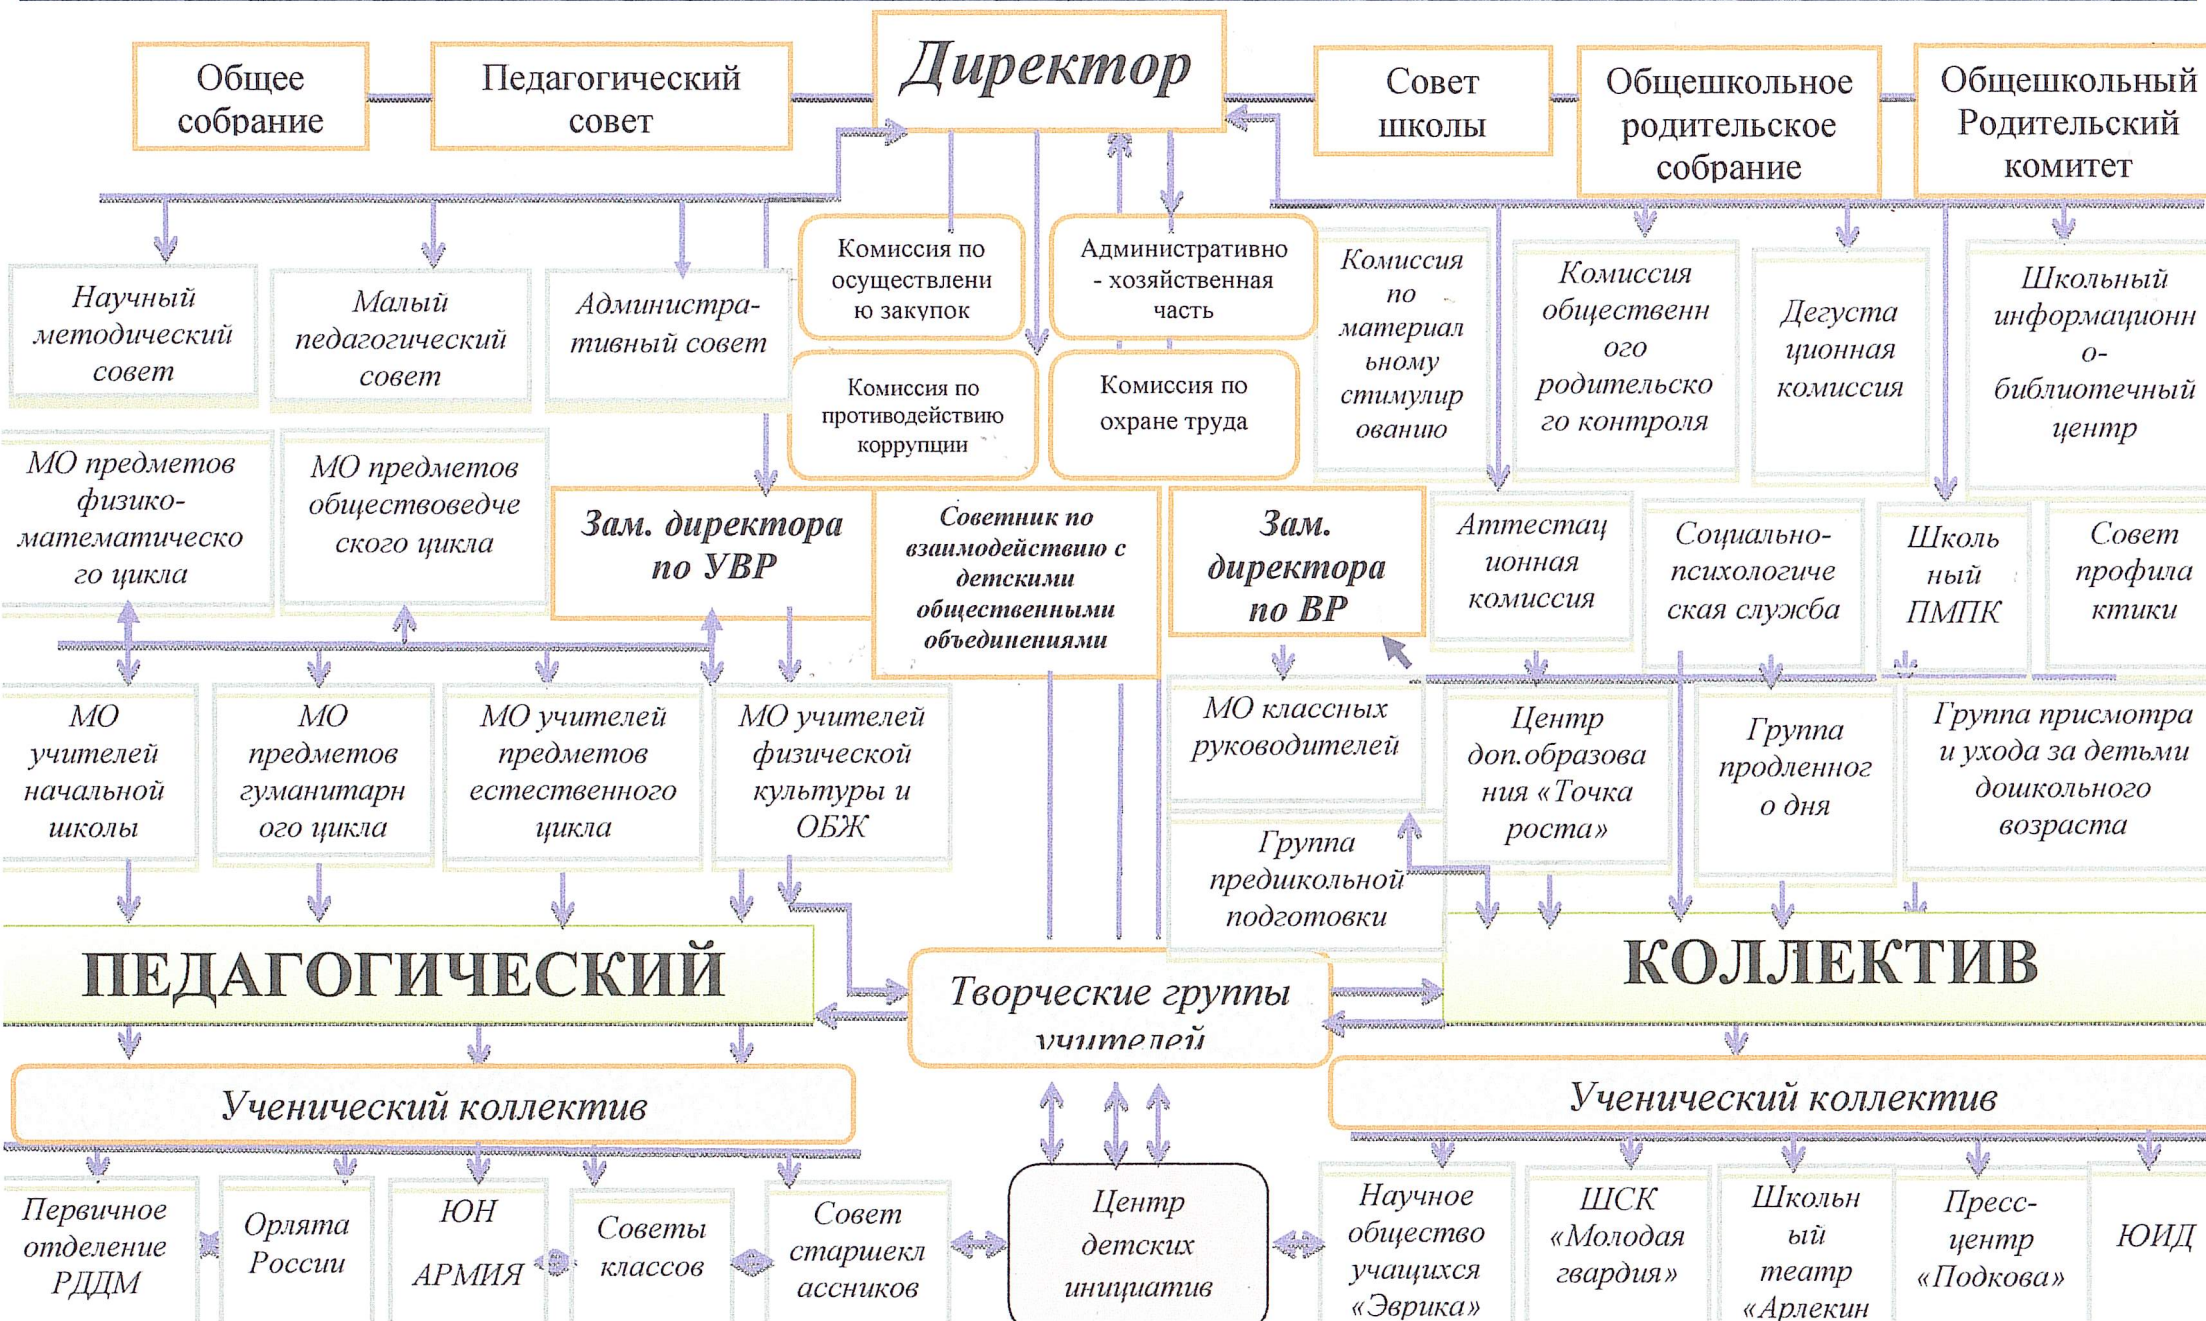 Общее
собрание
Педагогический
совет
Директор
Совет
школы
Общешкольное
родительское
собрание
Общешкольный
Родительский
комитет
Научный
методический
совет
Малый
педагогический
совет
Администра-
тивный совет
Комиссия по
осуществлени
ю закупок
Административно
- хозяйственная
часть
Комиссия по
противодействию
коррупции
Комиссия по
охране труда
Комиссия
по
материал
ьному
стимулир
ованию
Комиссия
общественн
ого
родительско
го контроля
Дегуста
ционная
комиссия
Школьный
информационн
о-
библиотечный
центр
МО предметов
физико-
математическо
го цикла
МО предметов
обществоведче
ского цикла
Зам. директора
по УВР
Советник по
взаимодействию с
детскими
общественными
объединениями
Зам.
директора
по ВР
Аттестац
ионная
комиссия
Социально-
психологиче
ская служба
Школь
ный
ПМПК
Совет
профила
ктики
МО
учителей
начальной
школы
МО
предметов
гуманитарн
ого цикла
МО учителей
предметов
естественного
цикла
МО учителей
физической
культуры и
ОБЖ
МО классных
руководителей
Группа
предшкольной
подготовки
Центр
доп.образова
ния «Точка
роста»
Группа
продленног
о дня
Группа присмотра
и ухода за детьми
дошкольного
возраста
ПЕДАГОГИЧЕСКИЙ
Творческие группы
учителей
КОЛЛЕКТИВ
Ученический коллектив
Ученический коллектив
Первичное
отделение
РДДМ
Орлята
России
ЮН
АРМИЯ
Советы
классов
Совет
старшекл
ассников
Центр
детских
инициатив
Научное
общество
учащихся
«Эврика»
ШСК
«Молодая
гвардия»
Школьн
ый
театр
«Арлекин
Пресс-
центр
«Подкова»
ЮИД